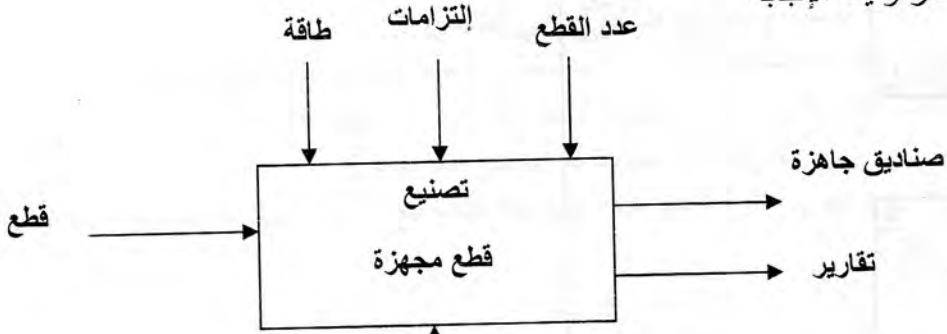 طاقة إلتزامات عدد القطع
صناديق جاهزة
تصنيع
قطع
قطع مجهزة
تقارير